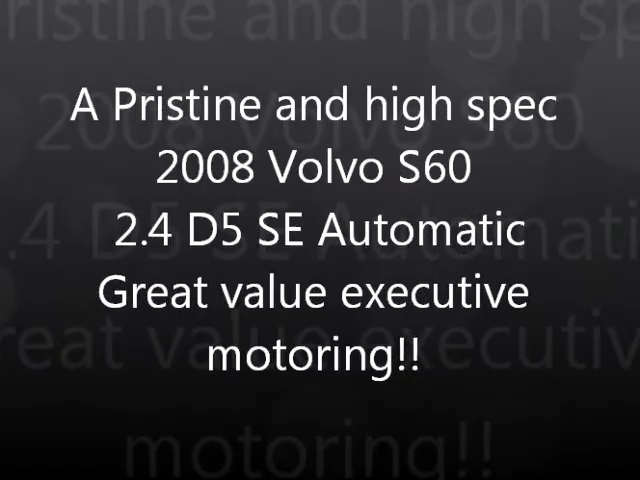 A Pristine and high spec
2008 Volvo S60
2.4 D5 SE Automatic
Great value executive
motoring!!